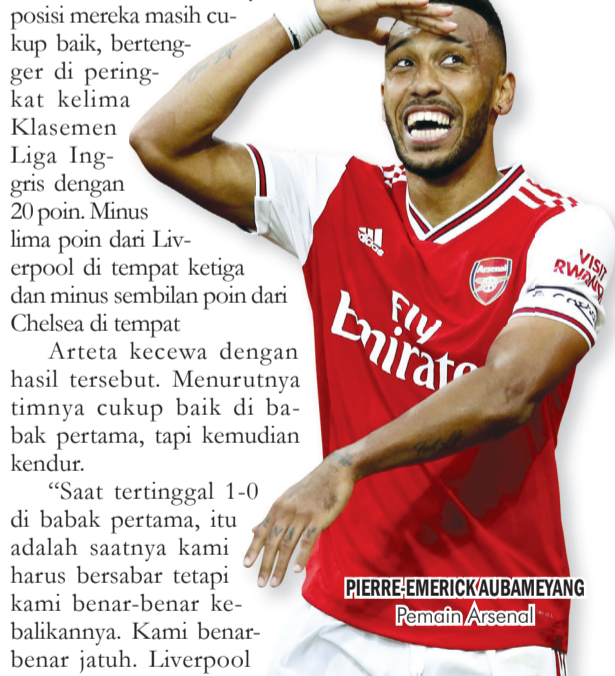 posisi mereka masih cu-
kup baik, berteng-
ger di pering-
kat kelima
Klasemen
Liga Ing-
gris dengan
20 poin. Minus
lima poin dari Liv-
erpool di tempat ketiga
dan minus sembilan poin dari
Chelsea di tempat
Arteta kecewa dengan
hasil tersebut. Menurutnya
timnya cukup baik di ba-
bak pertama, tapi kemudian
kendur.
“Saat tertinggal 1-0
di babak pertama, itu
adalah saatnya kami
harus bersabar tetapi
kami benar-benar ke-
balikannya. Kami benar-
benar jatuh. Liverpool
adidas
Arsenal
VISIT
RWANDA
Fly
Emirates
PIERRE-EMERICK AUBAMEYANG
Pemain Arsenal